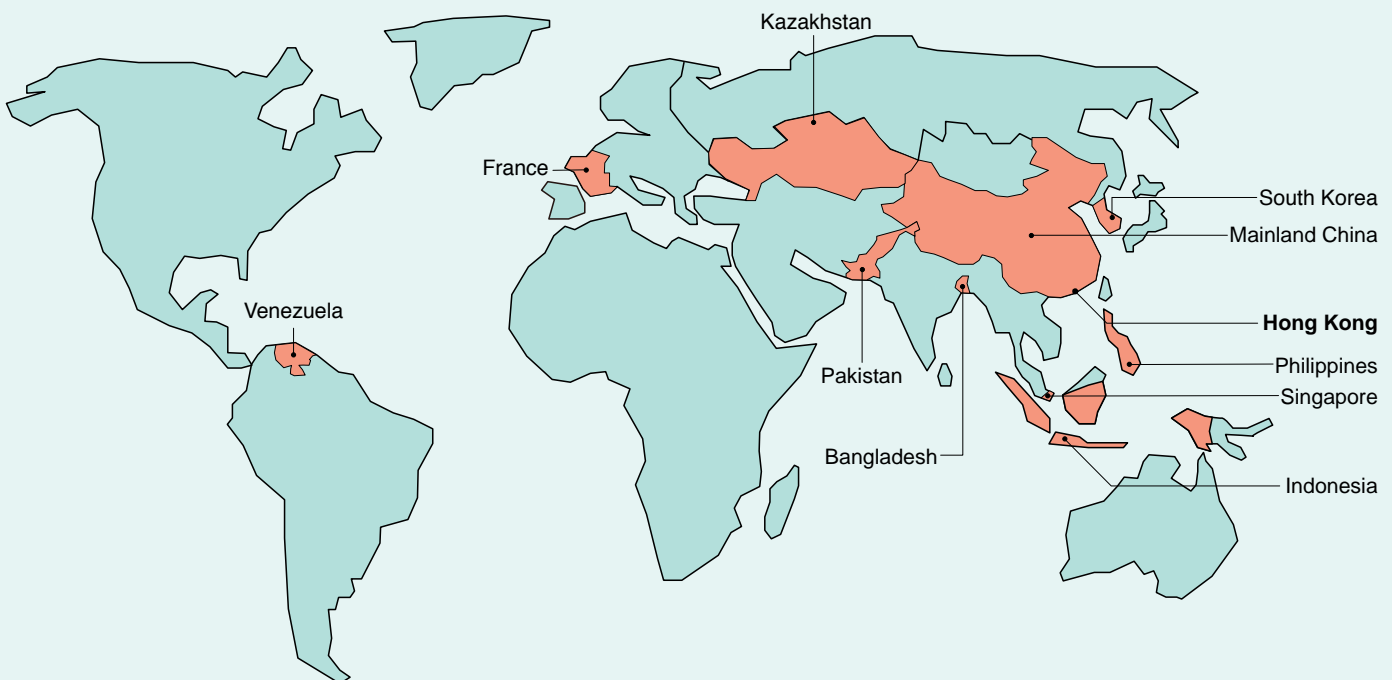 Kazakhstan
France
South Korea
Mainland China
Venezuela
Hong Kong
Philippines
Pakistan
Singapore
Bangladesh
Indonesia